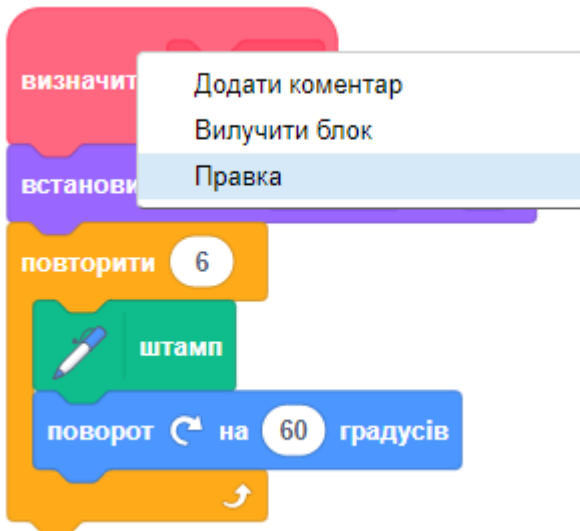 визначит
Додати коментар
Вилучити блок
Правка
встанови
повторити 6
штамп
поворот на 60 градусів